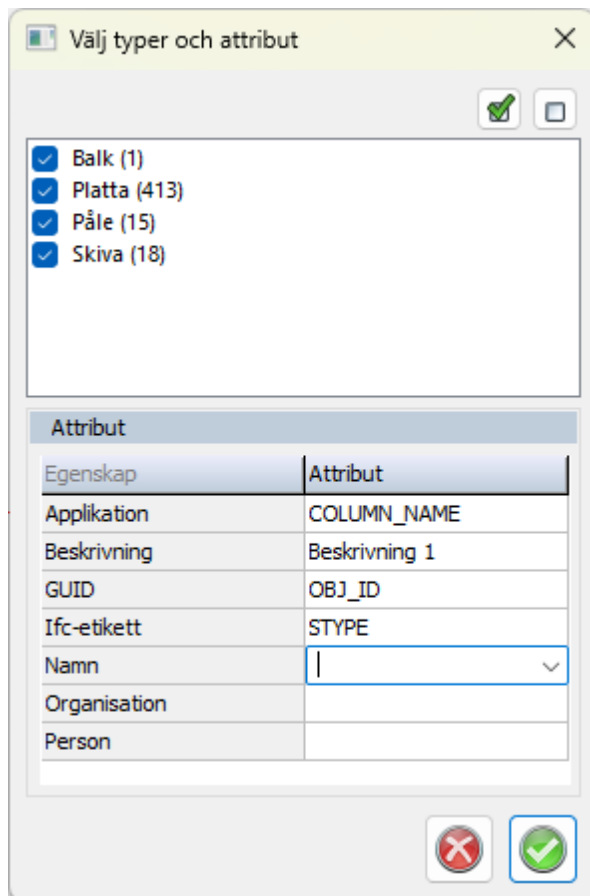 Välj typer och attribut
Balk (1)
Platta (413)
Påle (15)
Skiva (18)
Attribut
Egenskap Attribut
Applikation COLUMN_NAME
Beskrivning Beskrivning 1
GUID OBJ_ID
Ifc-etikett STYPE
Namn
Organisation
Person